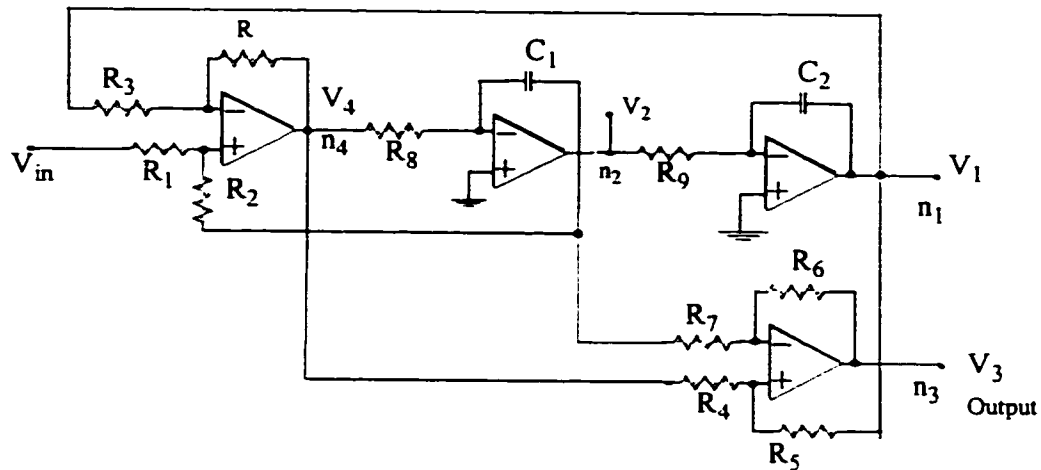 R
R₃
C₁
C₂
V₄
V₂
−
−
−
+
+
+
n₄
R₈
n₂
R₉
V₁
n₁
Vin
R₁
R₂
R₆
R₇
−
+
R₄
R₅
n₃
V₃
Output